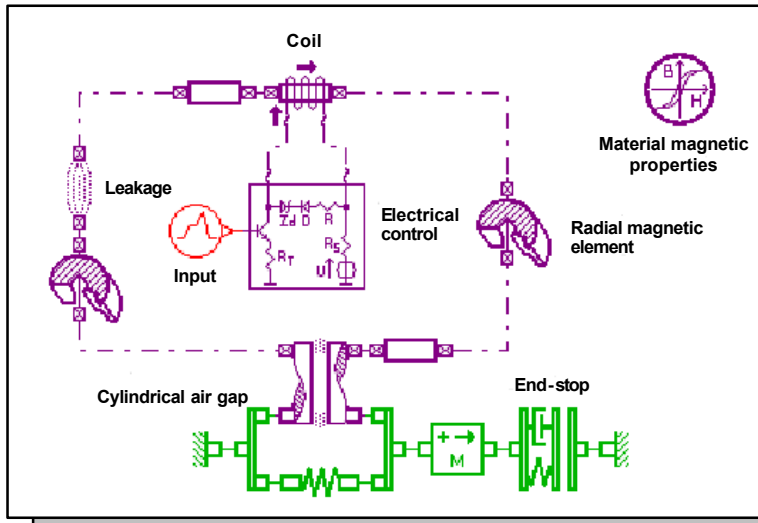 Coil
B
H
Material magnetic
properties
Leakage
Zd D R
Electrical
control
Radial magnetic
element
Input
RT
RS
U
Cylindrical air gap
End-stop
+
M